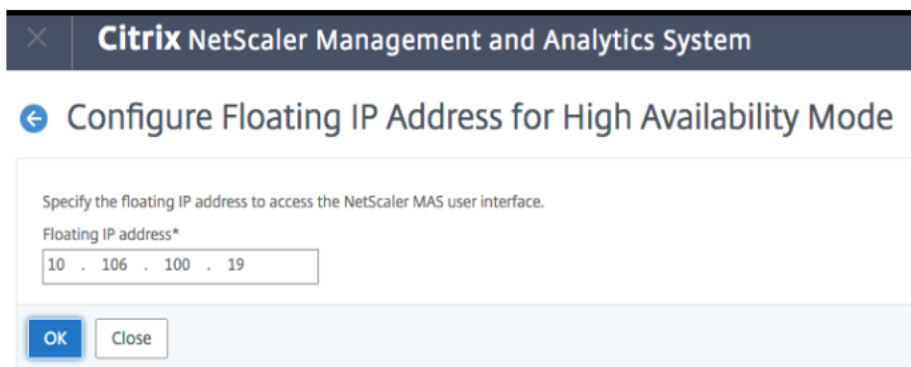 Citrix NetScaler Management and Analytics System
Configure Floating IP Address for High Availability Mode
Specify the floating IP address to access the NetScaler MAS user interface.
Floating IP address*
10 . 106 . 100 . 19
OK Close